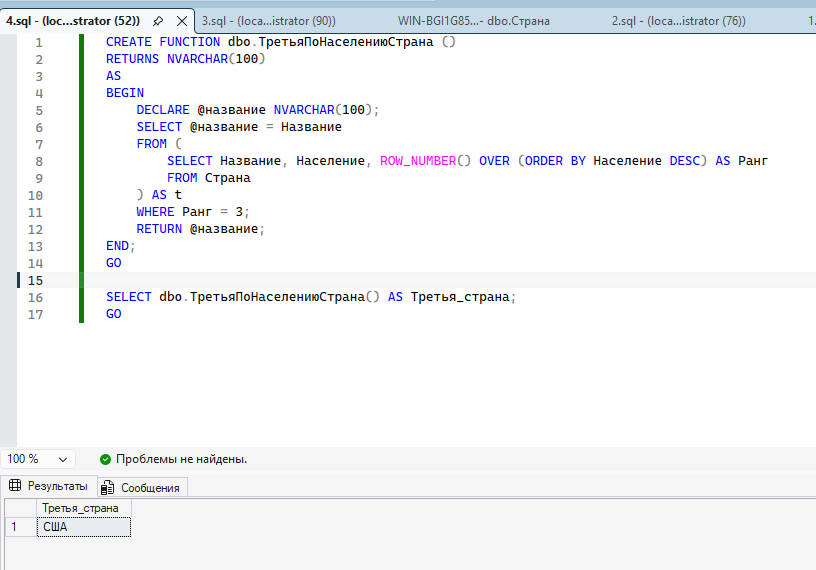 4.sql - (loc...strator (52))
3.sql - (loca...istrator (90))
WIN-BGI1G85...- dbo.Страна
2.sql - (loca...istrator (76))
1.
1 CREATE FUNCTION dbo.ТретьяПоНаселениюСтрана ()
2 RETURNS NVARCHAR(100)
3 AS
4 BEGIN
5 DECLARE @название NVARCHAR(100);
6 SELECT @название = Название
7 FROM (
8 SELECT Название, Население, ROW_NUMBER() OVER (ORDER BY Население DESC) AS Ранг
9 FROM Страна
10 ) AS t
11 WHERE Ранг = 3;
12 RETURN @название;
13 END;
14 GO
15
16 SELECT dbo.ТретьяПоНаселениюСтрана() AS Третья_страна;
17 GO
100 %
Проблемы не найдены.
Результаты
Сообщения
Третья_страна
1 США